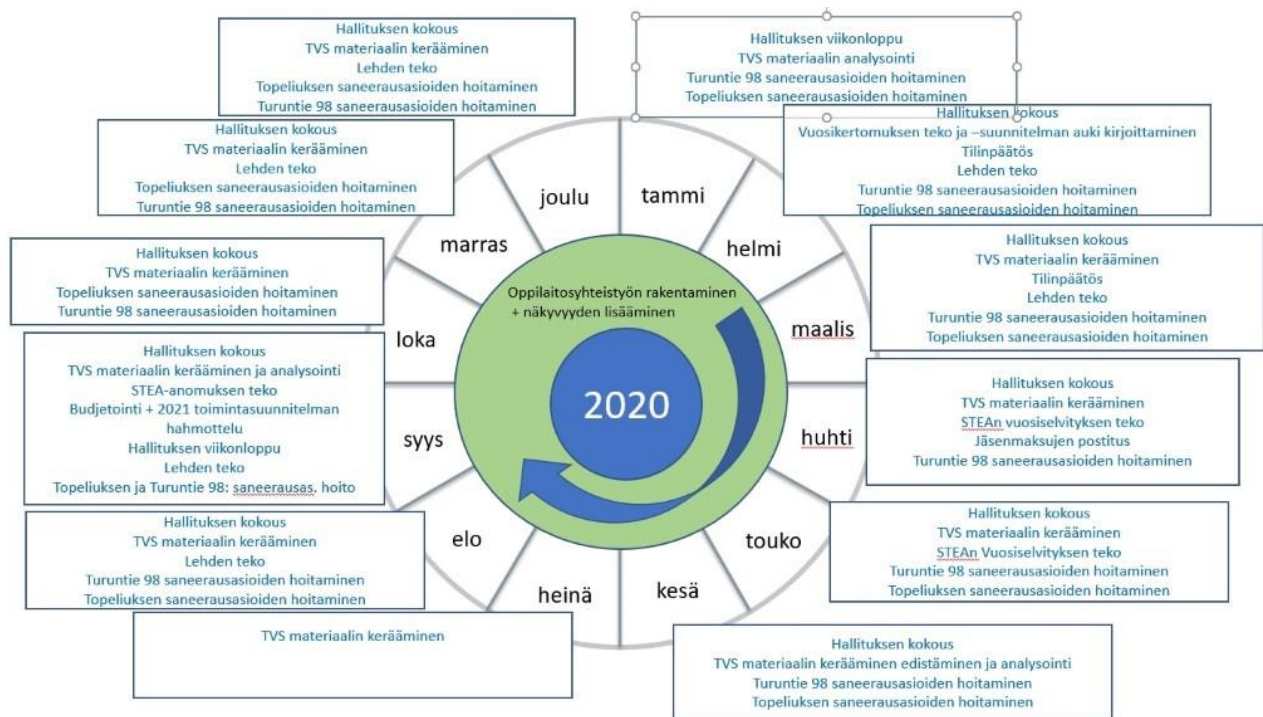 Hallituksen kokous
TVS materiaalin kerääminen
Lehden teko
Topeliuksen saneerausasioiden hoitaminen
Turuntie 98 saneerausasioiden hoitaminen
Hallituksen viikonloppu
TVS materiaalin analysointi
Turuntie 98 saneerausasioiden hoitaminen
Topeliuksen saneerausasioiden hoitaminen
Hallituksen kokous
Vuosikertomuksen teko ja –suunnitelman auki kirjoittaminen
Tilinpäätös
Lehden teko
Turuntie 98 saneerausasioiden hoitaminen
Topeliuksen saneerausasioiden hoitaminen
Hallituksen kokous
TVS materiaalin kerääminen
Tilinpäätös
Lehden teko
Turuntie 98 saneerausasioiden hoitaminen
Topeliuksen saneerausasioiden hoitaminen
Hallituksen kokous
TVS materiaalin kerääminen
STEAn vuosiselvityksen teko
Jäsenmaksujen postitus
Turuntie 98 saneerausasioiden hoitaminen
Hallituksen kokous
TVS materiaalin kerääminen
STEAn Vuosiselvityksen teko
Turuntie 98 saneerausasioiden hoitaminen
Topeliuksen saneerausasioiden hoitaminen
Hallituksen kokous
TVS materiaalin kerääminen edistäminen ja analysointi
Turuntie 98 saneerausasioiden hoitaminen
Topeliuksen saneerausasioiden hoitaminen
TVS materiaalin kerääminen
Hallituksen kokous
TVS materiaalin kerääminen
Lehden teko
Turuntie 98 saneerausasioiden hoitaminen
Topeliuksen saneerausasioiden hoitaminen
Hallituksen kokous
TVS materiaalin kerääminen ja analysointi
STEA-anomuksen teko
Budjetointi + 2021 toimintasuunnitelman
hahmottelu
Hallituksen viikonloppu
Lehden teko
Topeliuksen ja Turuntie 98: saneerausas. hoito
Hallituksen kokous
TVS materiaalin kerääminen
Topeliuksen saneerausasioiden hoitaminen
Turuntie 98 saneerausasioiden hoitaminen
Hallituksen kokous
TVS materiaalin kerääminen
Lehden teko
Topeliuksen saneerausasioiden hoitaminen
Turuntie 98 saneerausasioiden hoitaminen
tammi
helmi
maalis
huhti
touko
kesä
heinä
elo
syys
loka
marras
joulu
Oppilaitosyhteistyön rakentaminen
+ näkyvyyden lisääminen
2020